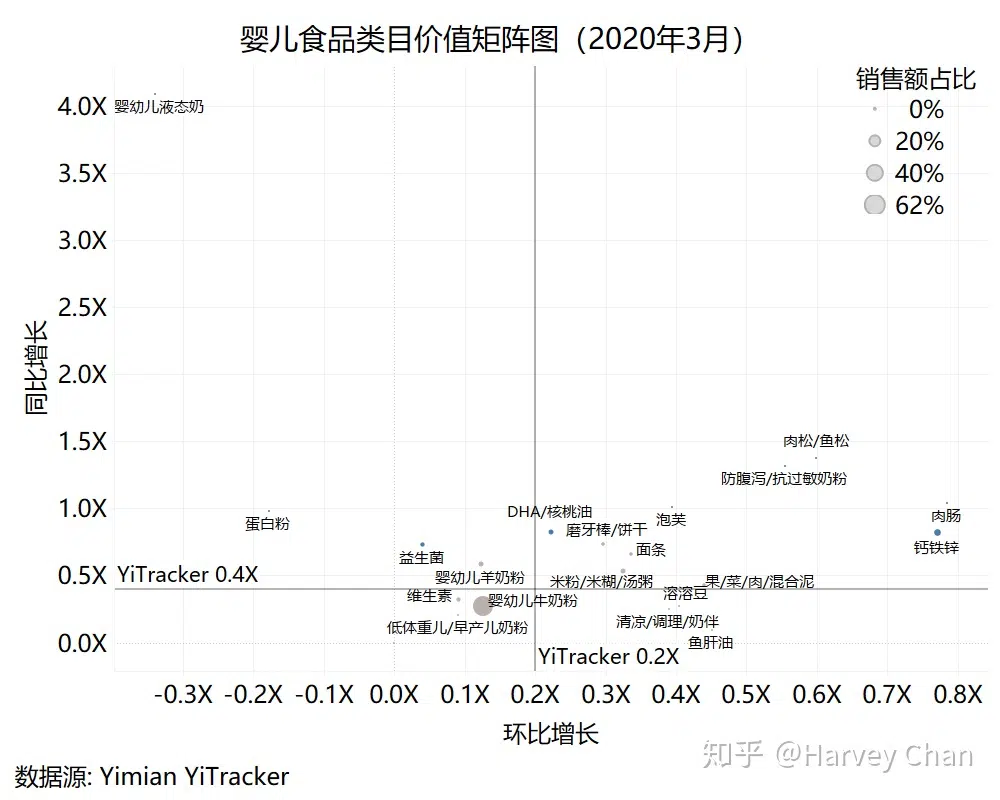 婴儿食品类目价值矩阵图（2020年3月）
销售额占比
0%
20%
40%
62%
4.0X
3.5X
3.0X
2.5X
2.0X
1.5X
1.0X
0.5X
0.0X
同比增长
婴幼儿液态奶
肉松/鱼松
防腹泻/抗过敏奶粉
蛋白粉
DHA/核桃油
泡芙
肉肠
磨牙棒/饼干
面条
钙铁锌
益生菌
YiTracker 0.4X
婴幼儿羊奶粉
米粉/米糊/汤粥
果/菜/肉/混合泥
维生素
婴幼儿牛奶粉
溶溶豆
低体重儿/早产儿奶粉
清凉/调理/奶伴
鱼肝油
YiTracker 0.2X
-0.3X -0.2X -0.1X 0.0X 0.1X 0.2X 0.3X 0.4X 0.5X 0.6X 0.7X 0.8X
环比增长
知乎 @Harvey Chan
数据源: Yimian YiTracker